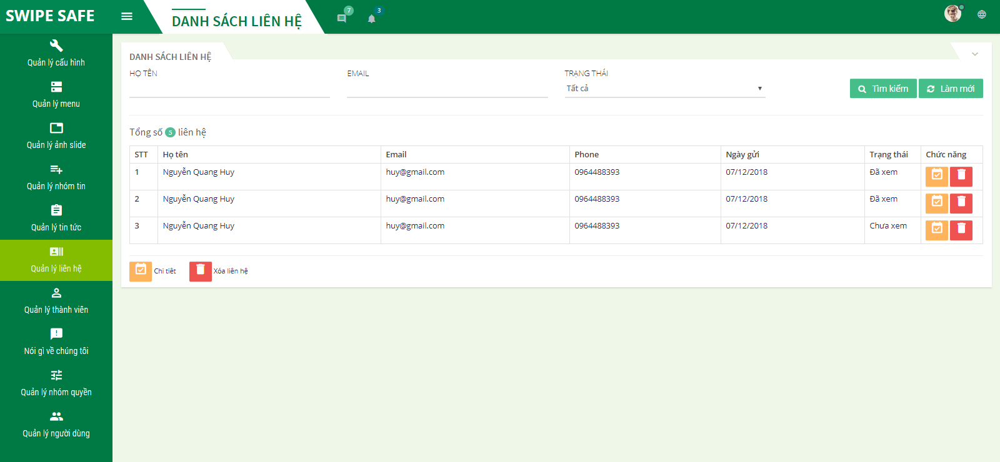 SWIPE SAFE
DANH SÁCH LIÊN HỆ
7
3
Quản lý cấu hình
Quản lý menu
Quản lý ảnh slide
Quản lý nhóm tin
Quản lý tin tức
Quản lý liên hệ
Quản lý thành viên
Nói gì về chúng tôi
Quản lý nhóm quyền
Quản lý người dùng
DANH SÁCH LIÊN HỆ
HỌ TÊN EMAIL TRẠNG THÁI
Tất cả Tìm kiếm Làm mới
Tổng số 5 liên hệ
STT Họ tên Email Phone Ngày gửi Trạng thái Chức năng
1 Nguyễn Quang Huy huy@gmail.com 0964488393 07/12/2018 Đã xem
2 Nguyễn Quang Huy huy@gmail.com 0964488393 07/12/2018 Đã xem
3 Nguyễn Quang Huy huy@gmail.com 0964488393 07/12/2018 Chưa xem
Chi tiêt Xóa liên hệ